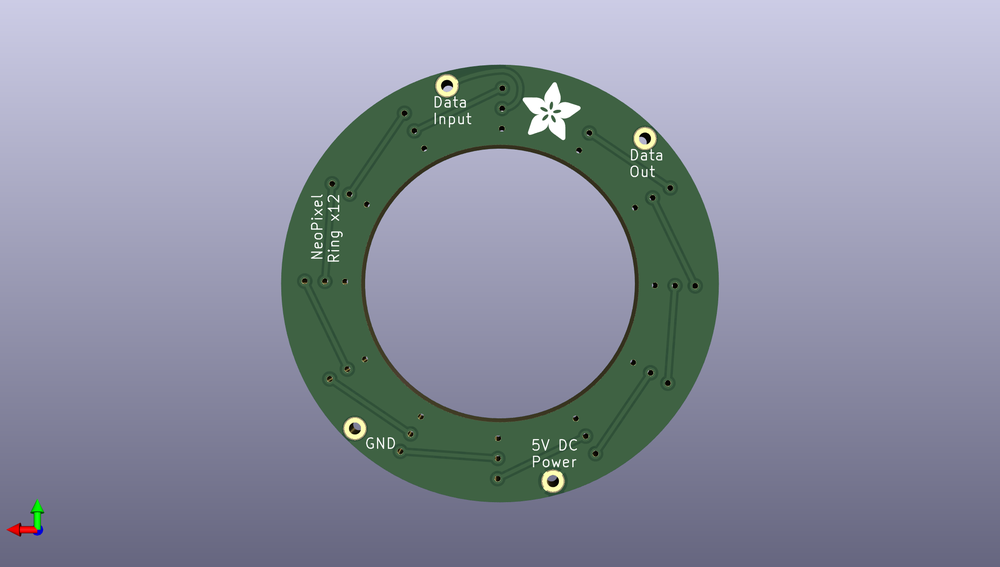 Data
Input
Data
Out
NeoPixel
Ring x12
GND
5V DC
Power